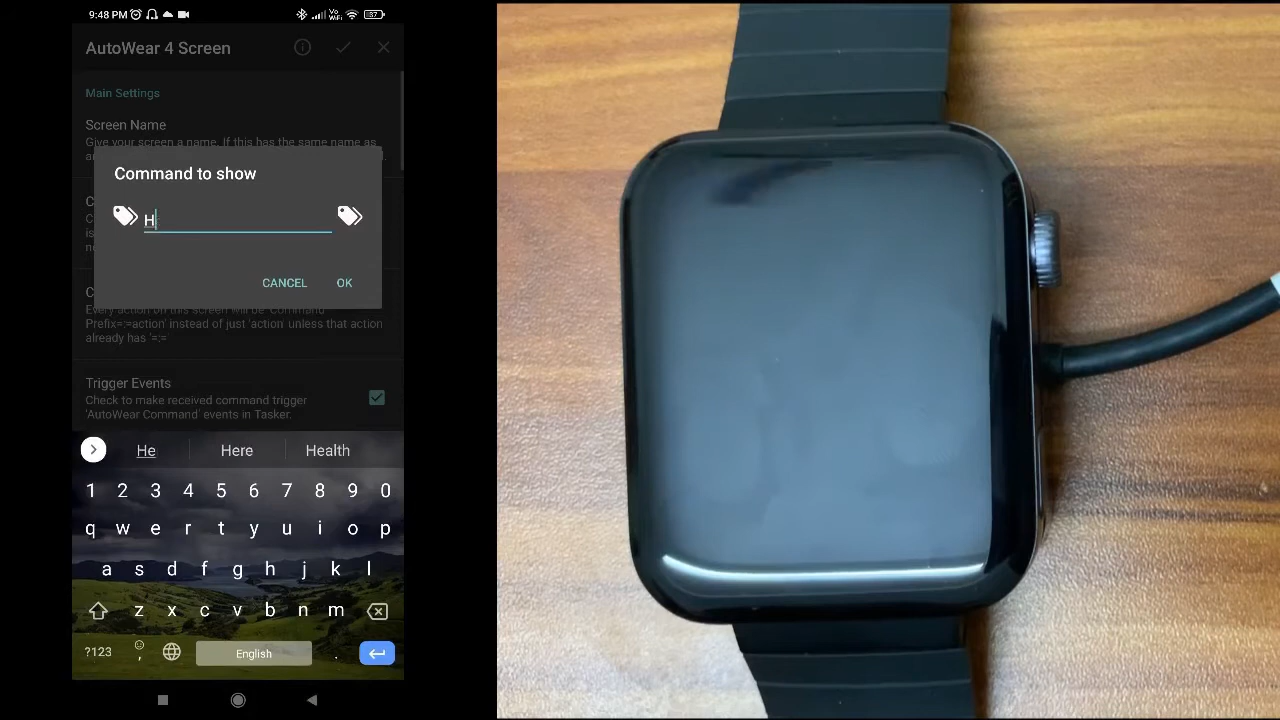 9:48 PM
Vo
WiFi
87
AutoWear 4 Screen
Main Settings
Screen Name
Give your screen a name. If this has the same name as
Command to show
H
CANCEL
OK
Every action on this screen will be 'Command
Prefix=:=action' instead of just 'action' unless that action
already has '=:=
Trigger Events
Check to make received command trigger
'AutoWear Command' events in Tasker.
He
Here
Health
1 2 3 4 5 6 7 8 9 0
q w e r t y u i o p
a s d f g h j k l
z x c v b n m
?123
,
English
.